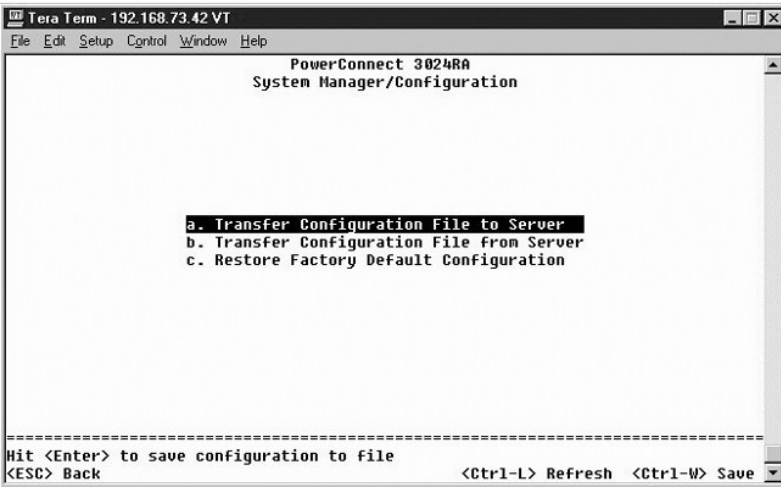 Tera Term - 192.168.73.42 VT
File Edit Setup Control Window Help
PowerConnect 3024RA
System Manager/Configuration
a. Transfer Configuration File to Server
b. Transfer Configuration File from Server
c. Restore Factory Default Configuration
================================================================================
Hit <Enter> to save configuration to file
<ESC> Back <Ctrl-L> Refresh <Ctrl-W> Save